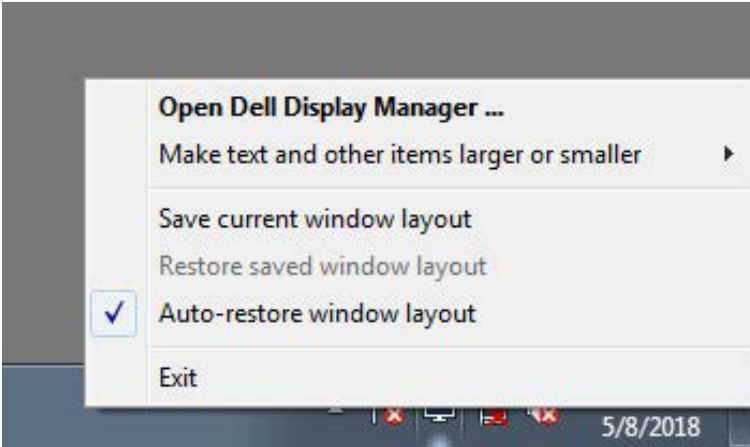 Open Dell Display Manager ...
Make text and other items larger or smaller
Save current window layout
Restore saved window layout
Auto-restore window layout
Exit
5/8/2018